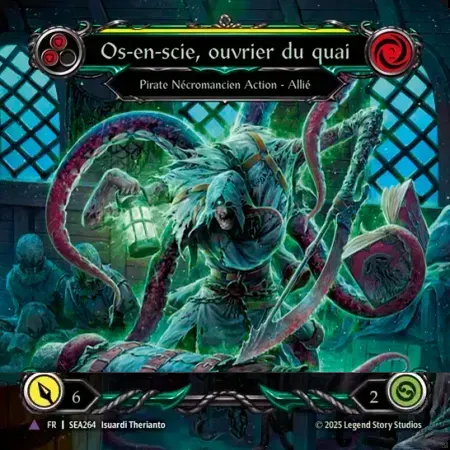 Os-en-scie, ouvrier du quai
Pirate Nécromancien Action - Allié
6
2
FR | SEA264 Isuardi Therianto
© 2025 Legend Story Studios